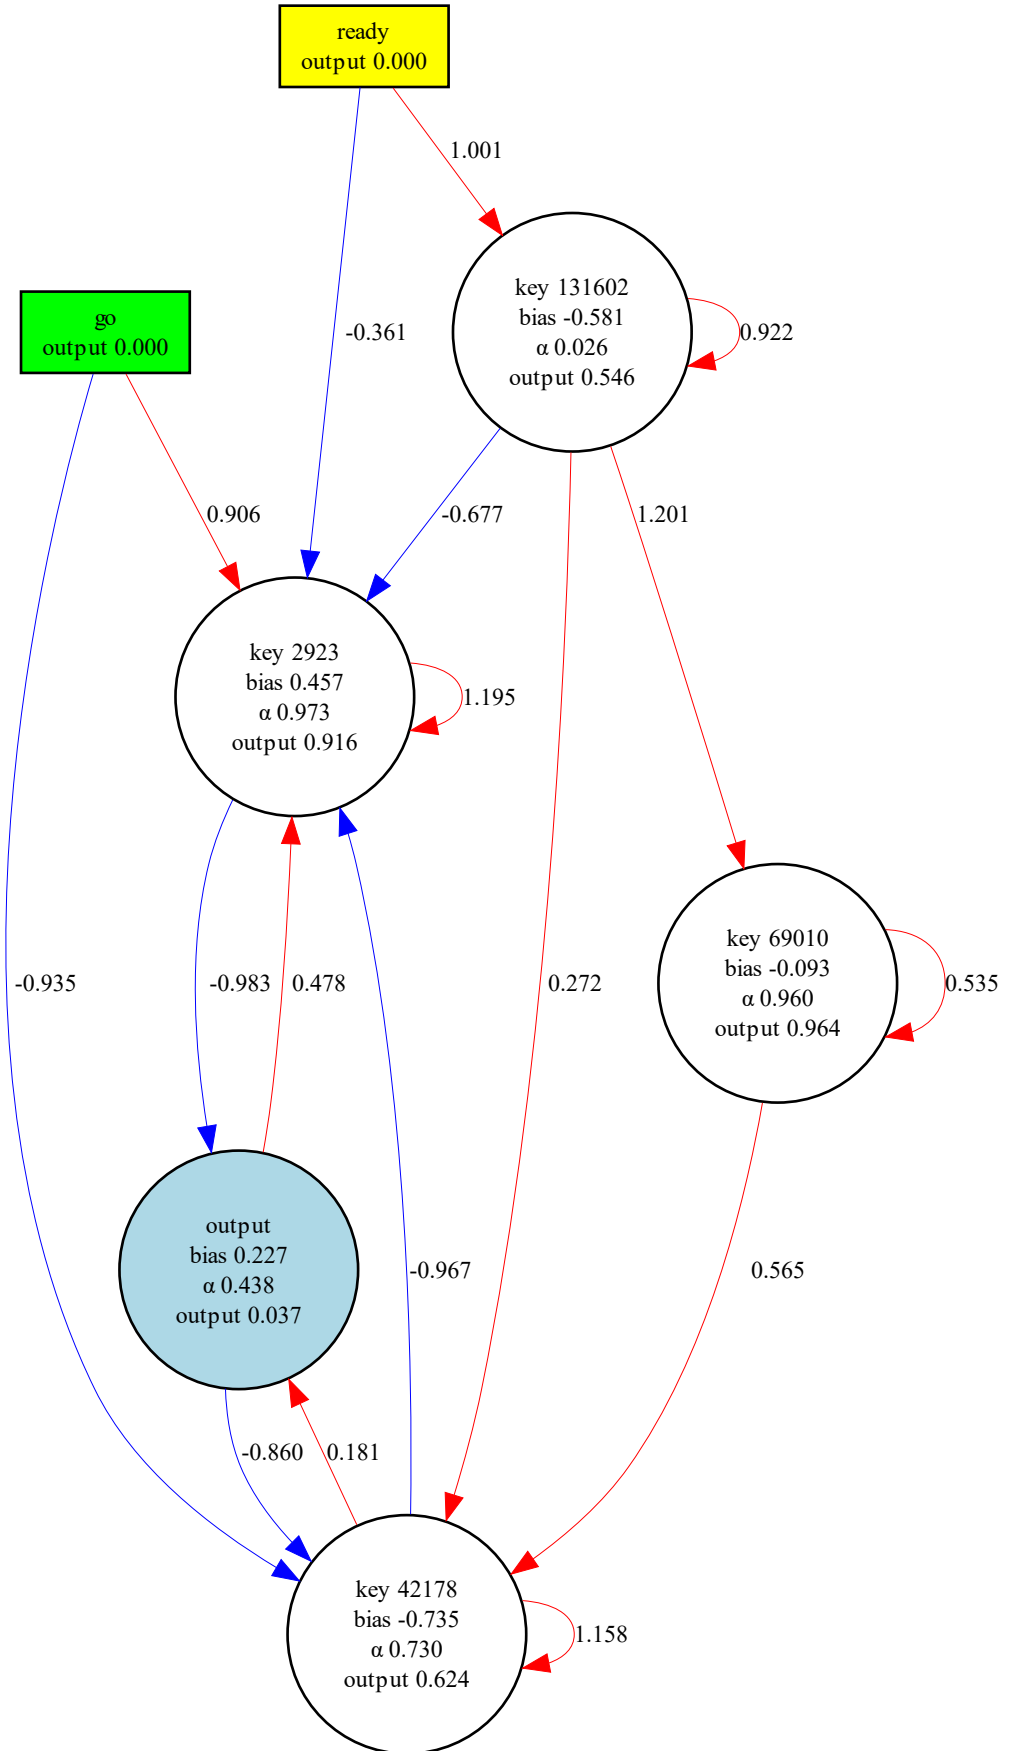 ready
output 0.000
1.001
key 131602
bias -0.581
α 0.026
output 0.546
0.922
go
output 0.000
-0.361
0.906
-0.677
1.201
key 2923
bias 0.457
α 0.973
output 0.916
1.195
key 69010
bias -0.093
α 0.960
output 0.964
0.535
-0.935
-0.983
0.478
0.272
output
bias 0.227
α 0.438
output 0.037
-0.967
0.565
-0.860
0.181
key 42178
bias -0.735
α 0.730
output 0.624
1.158